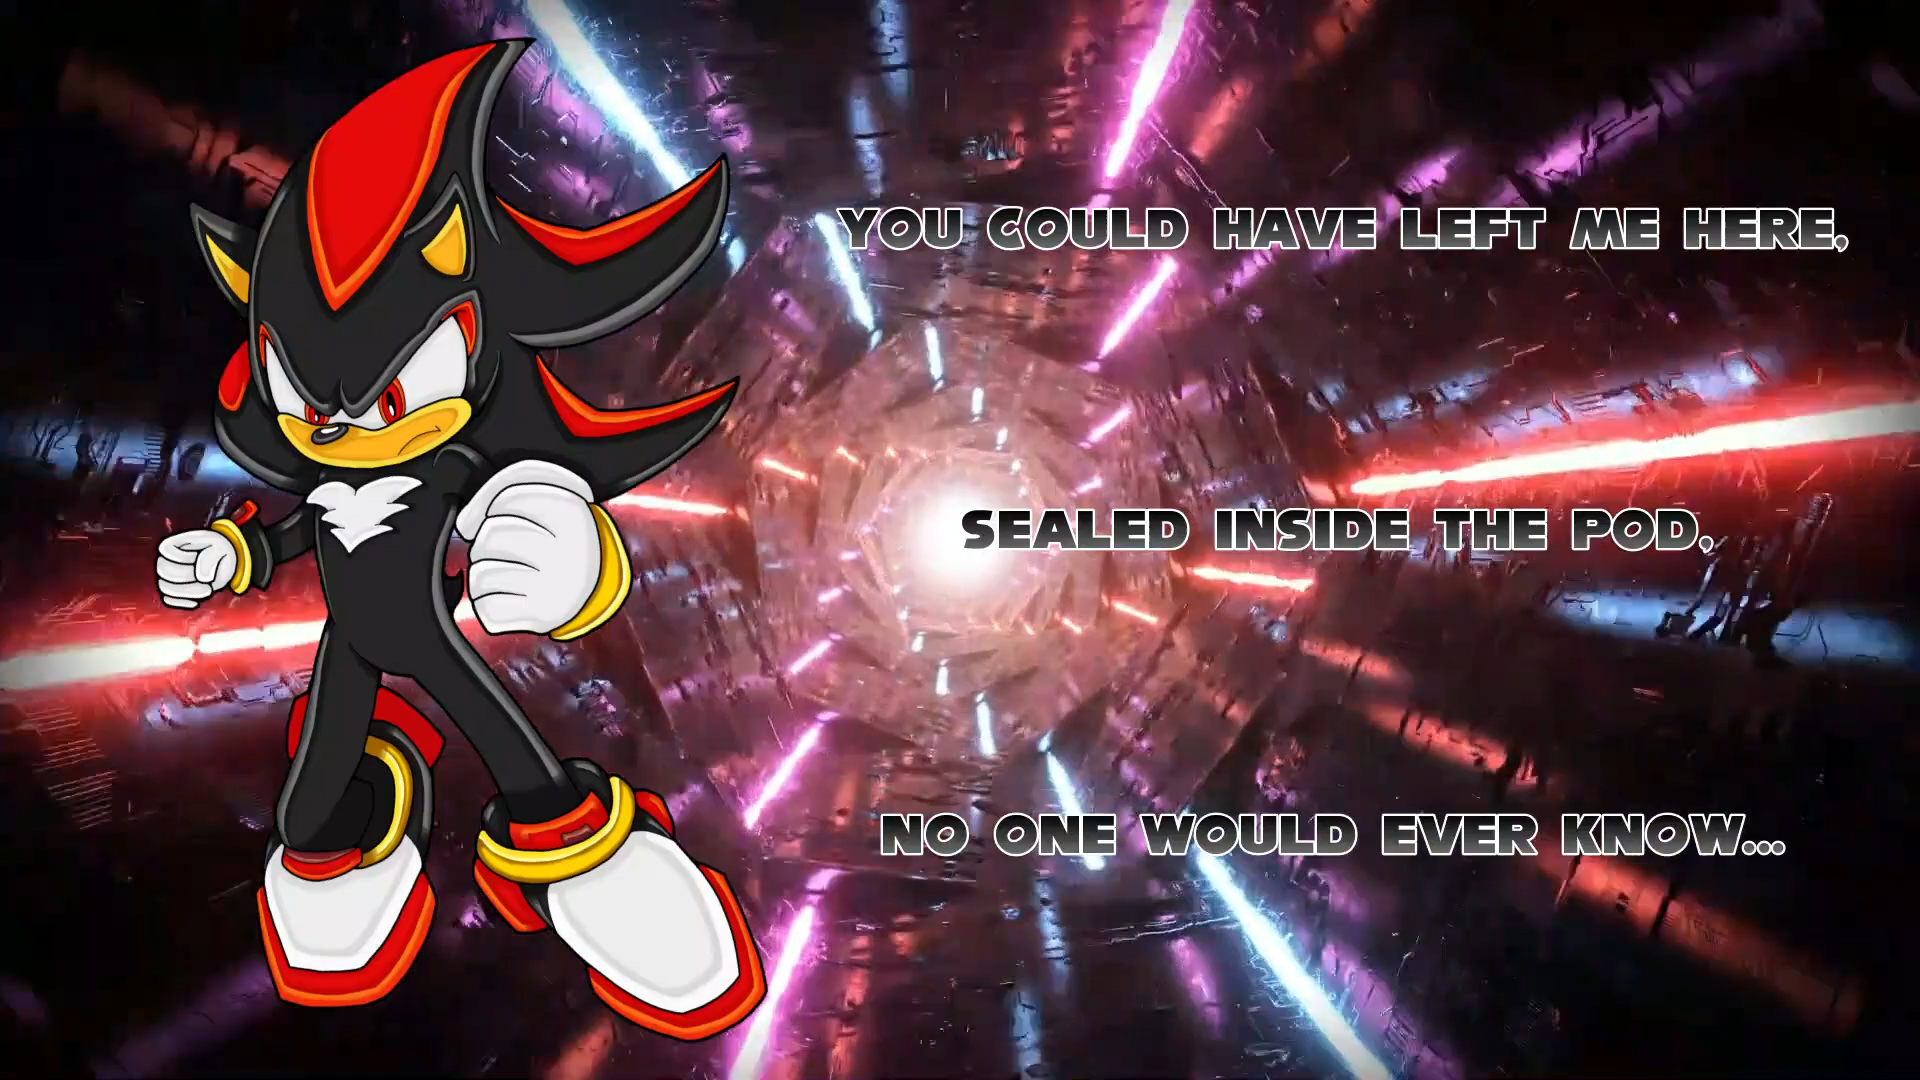 YOU COULD HAVE LEFT ME HERE,
SEALED INSIDE THE POD,
NO ONE WOULD EVER KNOW...